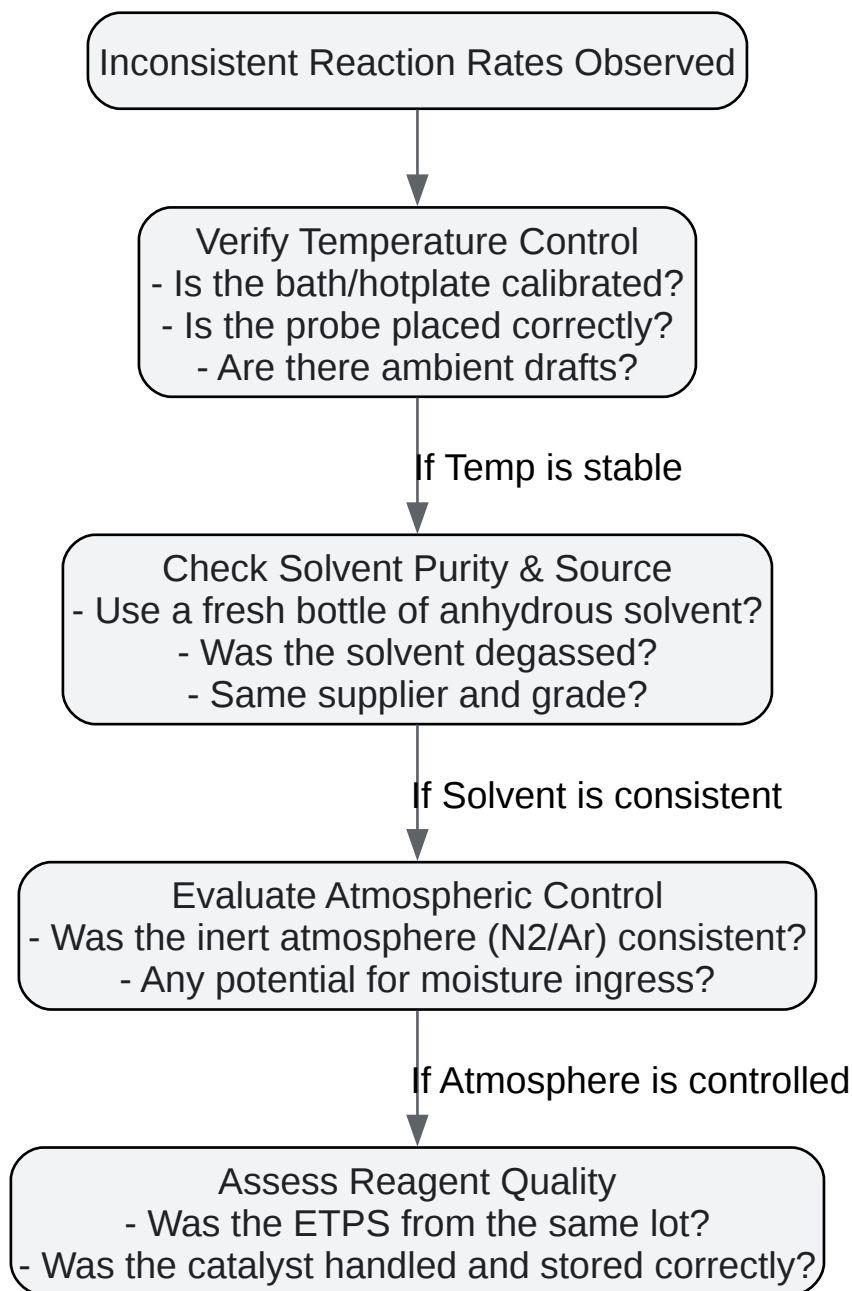 Inconsistent Reaction Rates Observed
Verify Temperature Control
- Is the bath/hotplate calibrated?
- Is the probe placed correctly?
- Are there ambient drafts?
If Temp is stable
Check Solvent Purity & Source
- Use a fresh bottle of anhydrous solvent?
- Was the solvent degassed?
- Same supplier and grade?
If Solvent is consistent
Evaluate Atmospheric Control
- Was the inert atmosphere (N2/Ar) consistent?
- Any potential for moisture ingress?
If Atmosphere is controlled
Assess Reagent Quality
- Was the ETPS from the same lot?
- Was the catalyst handled and stored correctly?